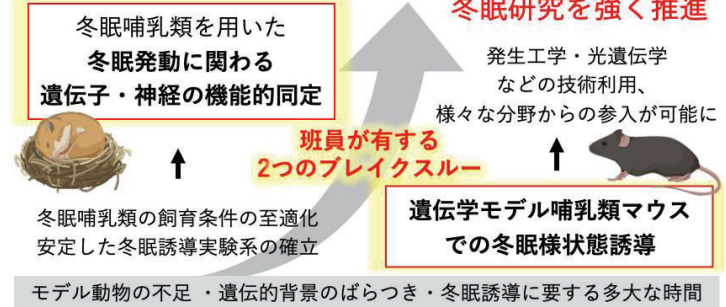 冬眠研究を強く推進
冬眠哺乳類を用いた
冬眠発動に関わる
遺伝子・神経の機能的同定
発生工学・光遺伝学
などの技術利用、
様々な分野からの参入が可能に
班員が有する
2つのブレイクスルー
冬眠哺乳類の飼育条件の至適化
安定した冬眠誘導実験系の確立
遺伝学モデル哺乳類マウス
での冬眠様状態誘導
モデル動物の不足・遺伝的背景のばらつき・冬眠誘導に要する多大な時間